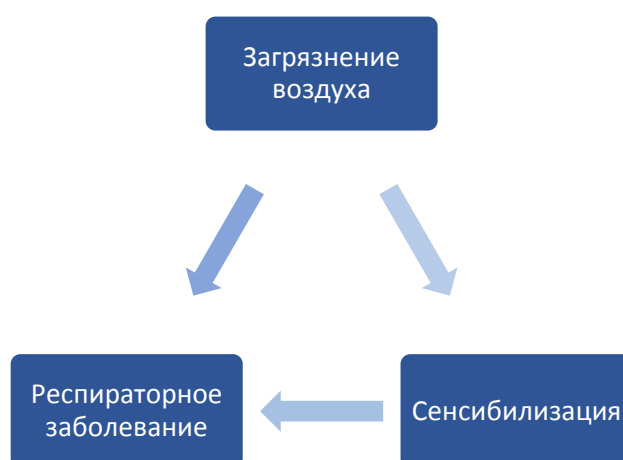 Загрязнение
воздуха
Респираторное
заболевание
Сенсибилизация